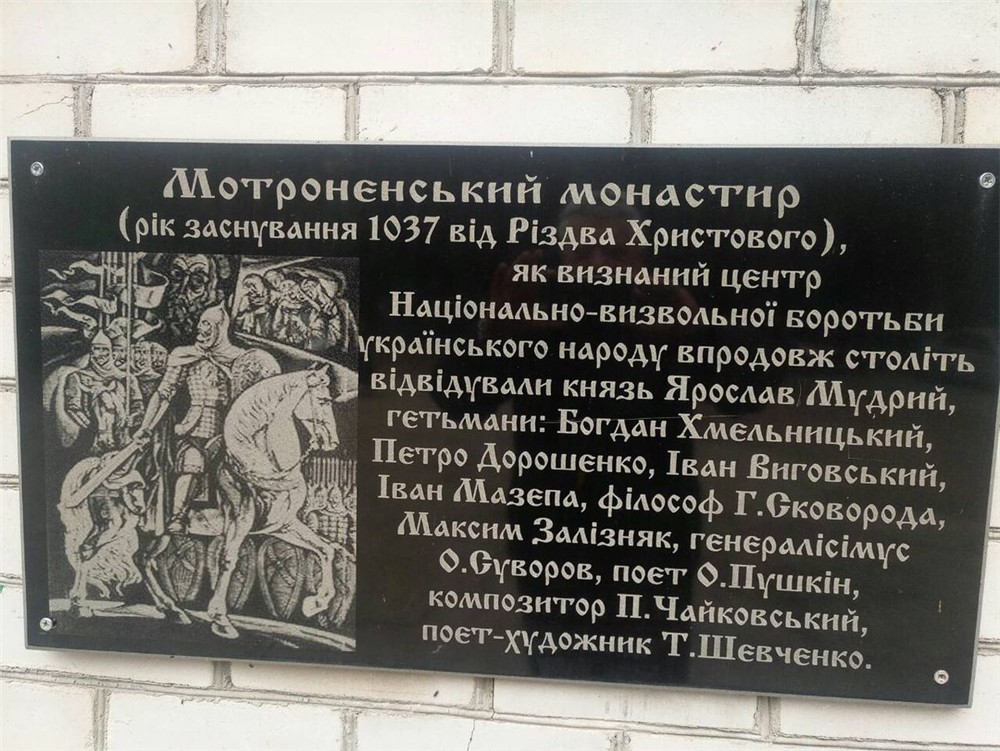 Мотроненський монастир
(рік заснування 1037 від Різдва Христового),
як визнаний центр
Національно-визвольної боротьби
українського народу впродовж століть
відвідували князь Ярослав Мудрий,
гетьмани: Богдан Хмельницький,
Петро Дорошенко, Іван Виговський,
Іван Мазепа, філософ Г.Сковорода,
Максим Залізняк, генералісімус
О.Суворов, поет О.Пушкін,
композитор П.Чайковський,
поет-художник Т.Шевченко.